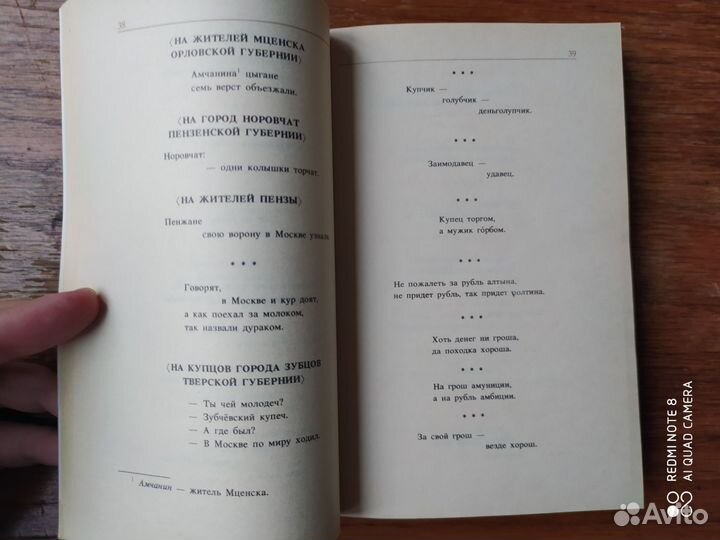 38
⟨НА ЖИТЕЛЕЙ МЦЕНСКА
ОРЛОВСКОЙ ГУБЕРНИИ⟩
Амчанина¹ цыгане
семь верст объезжали.
⟨НА ГОРОД НОРОВЧАТ
ПЕНЗЕНСКОЙ ГУБЕРНИИ⟩
Норовчат:
— одни колышки торчат.
⟨НА ЖИТЕЛЕЙ ПЕНЗЫ⟩
Пенжане
свою ворону в Москве узнали.
* * *
Говорят,
в Москве и кур доят,
а как поехал за молоком,
так назвали дураком.
⟨НА КУПЦОВ ГОРОДА ЗУБЦОВ
ТВЕРСКОЙ ГУБЕРНИИ⟩
— Ты чей молодеч?
— Зубчёвский купеч.
— А где был?
— В Москве по миру ходил.
¹ Амчанин — житель Мценска.
39
* * *
Купчик —
голубчик —
деньголупчик.
* * *
Заимодавец —
удавец.
* * *
Купец торгом,
а мужик го́рбом.
* * *
Не пожалеть за рубль алтына,
не придет рубль, так придет полтина.
* * *
Хоть денег ни гроша,
да походка хороша.
* * *
На грош амуниции,
а на рубль амбиции.
* * *
За свой грош —
везде хорош.
REDMI NOTE 8
AI QUAD CAMERA
Avito